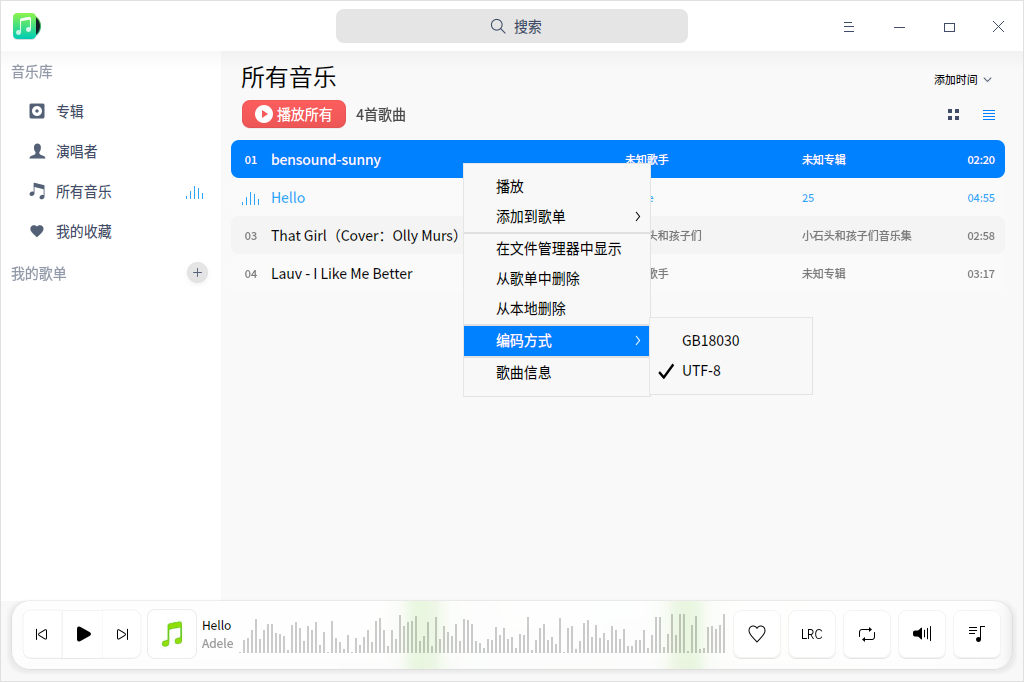 搜索
音乐库
专辑
演唱者
所有音乐
我的收藏
我的歌单
所有音乐
添加时间
播放所有 4首歌曲
01 bensound-sunny 未知歌手 未知专辑 02:20
Hello e 25 04:55
03 That Girl（Cover：Olly Murs） 头和孩子们 小石头和孩子们音乐集 02:58
04 Lauv - I Like Me Better 歌手 未知专辑 03:17
播放
添加到歌单
在文件管理器中显示
从歌单中删除
从本地删除
编码方式
歌曲信息
GB18030
UTF-8
Hello
Adele
LRC